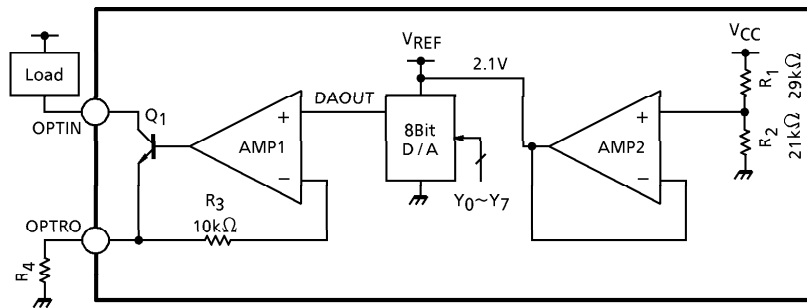 Load
OPTIN
Q1
AMP1
+
−
DAOUT
VREF
8Bit
D/A
Y0~Y7
2.1V
AMP2
+
−
VCC
R1
29kΩ
R2
21kΩ
R3
10kΩ
OPTRO
R4